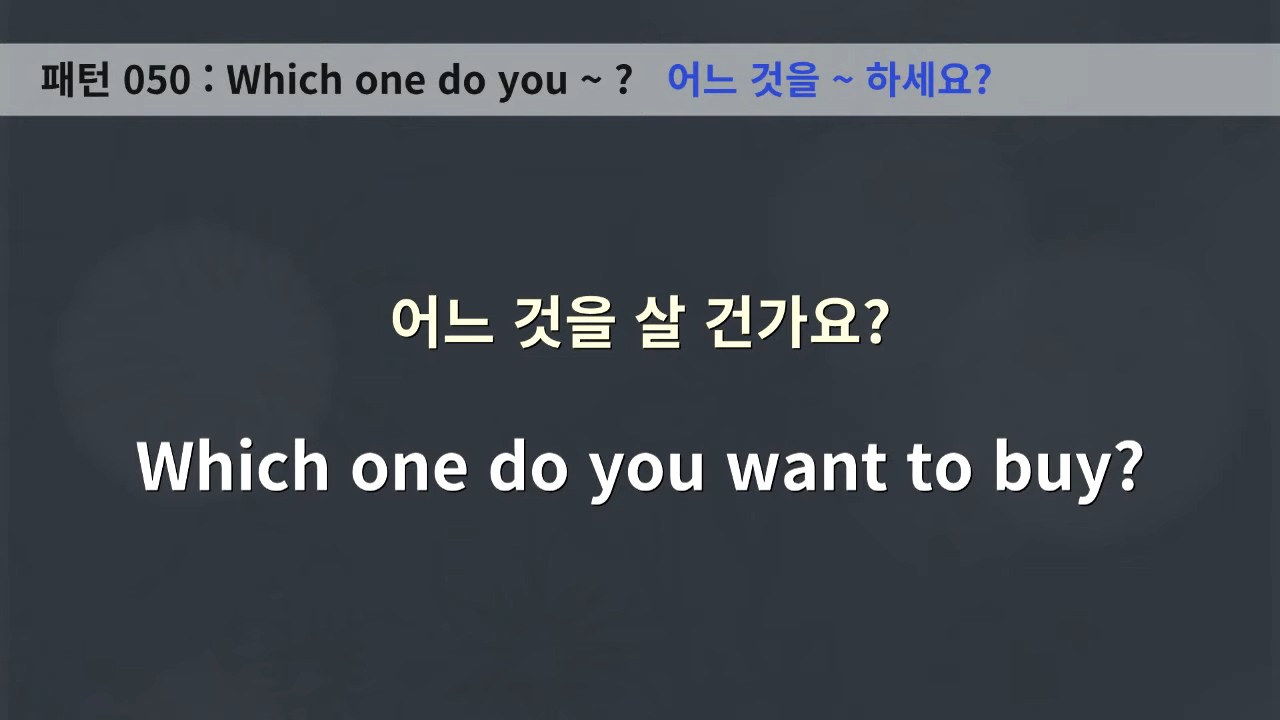 패턴 050 : Which one do you ~ ? 어느 것을 ~ 하세요?
어느 것을 살 건가요?
Which one do you want to buy?